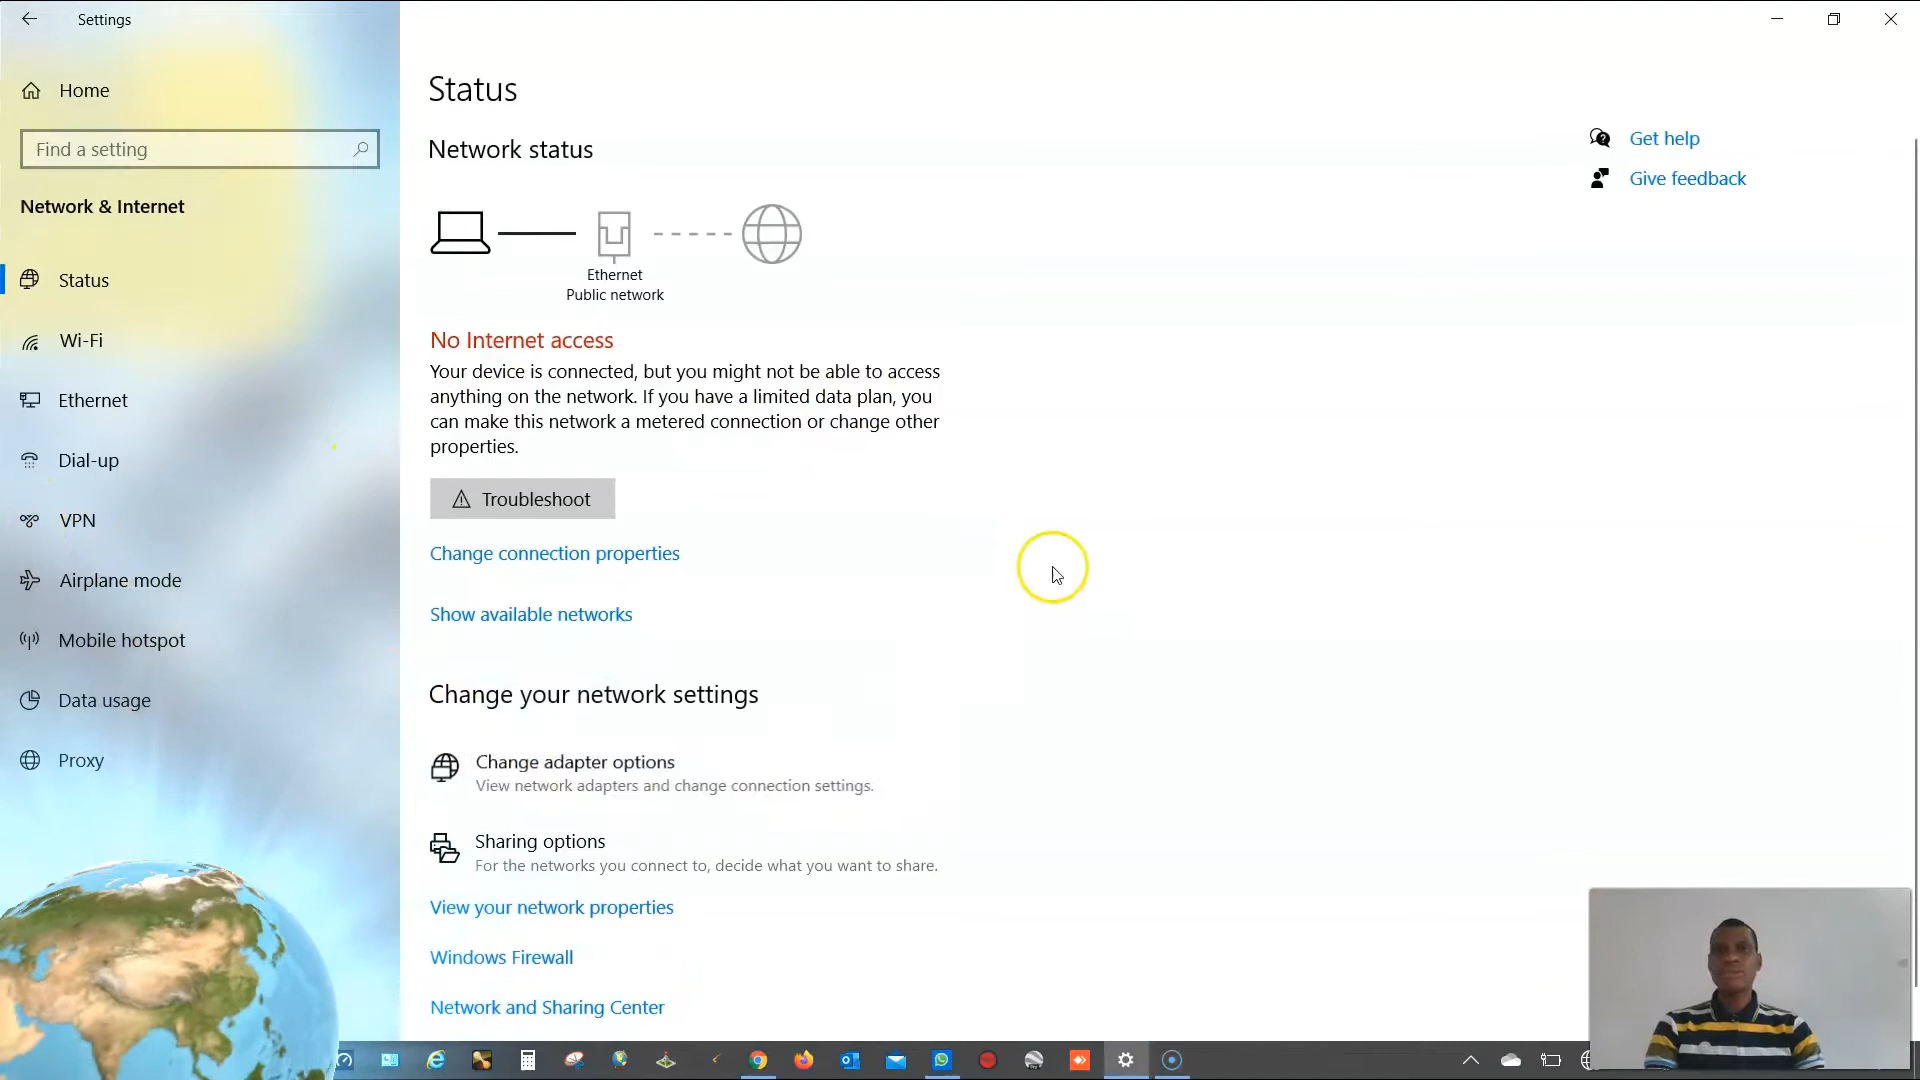 Settings
Home
Find a setting
Network & Internet
Status
Wi-Fi
Ethernet
Dial-up
VPN
Airplane mode
Mobile hotspot
Data usage
Proxy
Status
Network status
Ethernet
Public network
No Internet access
Your device is connected, but you might not be able to access
anything on the network. If you have a limited data plan, you
can make this network a metered connection or change other
properties.
Troubleshoot
Change connection properties
Show available networks
Change your network settings
Change adapter options
View network adapters and change connection settings.
Sharing options
For the networks you connect to, decide what you want to share.
View your network properties
Windows Firewall
Network and Sharing Center
Get help
Give feedback